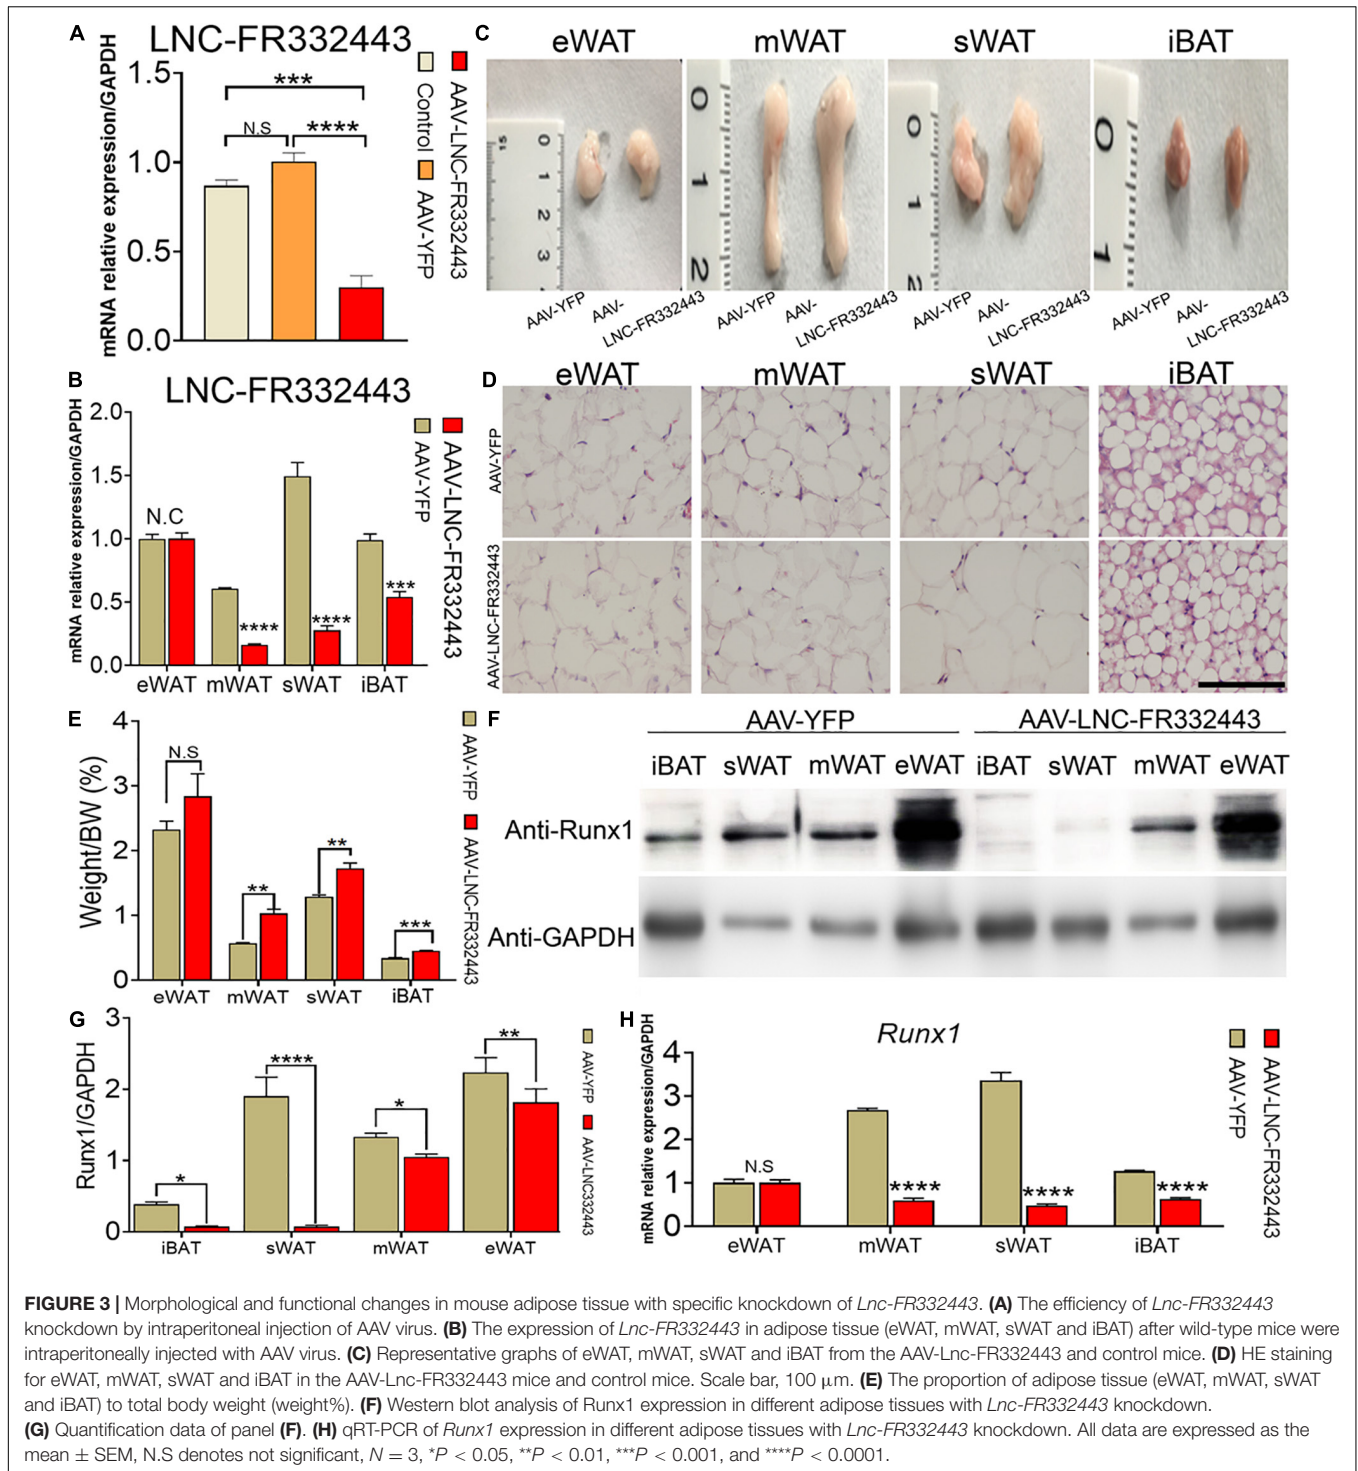 A
LNC-FR332443
mRNA relative expression/GAPDH
1.5
1.0
0.5
0.0
***
N.S
****
Control
AAV-YFP
AAV-LNC-FR332443
B
LNC-FR332443
mRNA relative expression/GAPDH
2.0
1.5
1.0
0.5
0.0
N.C
****
****
***
eWAT mWAT sWAT iBAT
AAV-YFP
AAV-LNC-FR332443
C
eWAT mWAT sWAT iBAT
0 1 2 3
0 1 2
0 1 2
0 1
AAV-YFP AAV-LNC-FR332443
AAV-YFP AAV-LNC-FR332443
AAV-YFP AAV-LNC-FR332443
AAV-YFP AAV-LNC-FR332443
D
eWAT mWAT sWAT iBAT
AAV-YFP
AAV-LNC-FR332443
E
Weight/BW (%)
4
3
2
1
0
N.S
**
**
***
eWAT mWAT sWAT iBAT
AAV-YFP
AAV-LNC-FR332443
F
AAV-YFP AAV-LNC-FR332443
iBAT sWAT mWAT eWAT iBAT sWAT mWAT eWAT
Anti-Runx1
Anti-GAPDH
G
Runx1/GAPDH
3
2
1
0
*
****
*
**
iBAT sWAT mWAT eWAT
AAV-YFP
AAV-LNC332443
H
Runx1
mRNA relative expression/GAPDH
4
3
2
1
0
N.S
****
****
****
eWAT mWAT sWAT iBAT
AAV-YFP
AAV-LNC-FR332443
FIGURE 3 | Morphological and functional changes in mouse adipose tissue with specific knockdown of Lnc-FR332443. (A) The efficiency of Lnc-FR332443
knockdown by intraperitoneal injection of AAV virus. (B) The expression of Lnc-FR332443 in adipose tissue (eWAT, mWAT, sWAT and iBAT) after wild-type mice were
intraperitoneally injected with AAV virus. (C) Representative graphs of eWAT, mWAT, sWAT and iBAT from the AAV-Lnc-FR332443 and control mice. (D) HE staining
for eWAT, mWAT, sWAT and iBAT in the AAV-Lnc-FR332443 mice and control mice. Scale bar, 100 μm. (E) The proportion of adipose tissue (eWAT, mWAT, sWAT
and iBAT) to total body weight (weight%). (F) Western blot analysis of Runx1 expression in different adipose tissues with Lnc-FR332443 knockdown.
(G) Quantification data of panel (F). (H) qRT-PCR of Runx1 expression in different adipose tissues with Lnc-FR332443 knockdown. All data are expressed as the
mean ± SEM, N.S denotes not significant, N = 3, *P < 0.05, **P < 0.01, ***P < 0.001, and ****P < 0.0001.